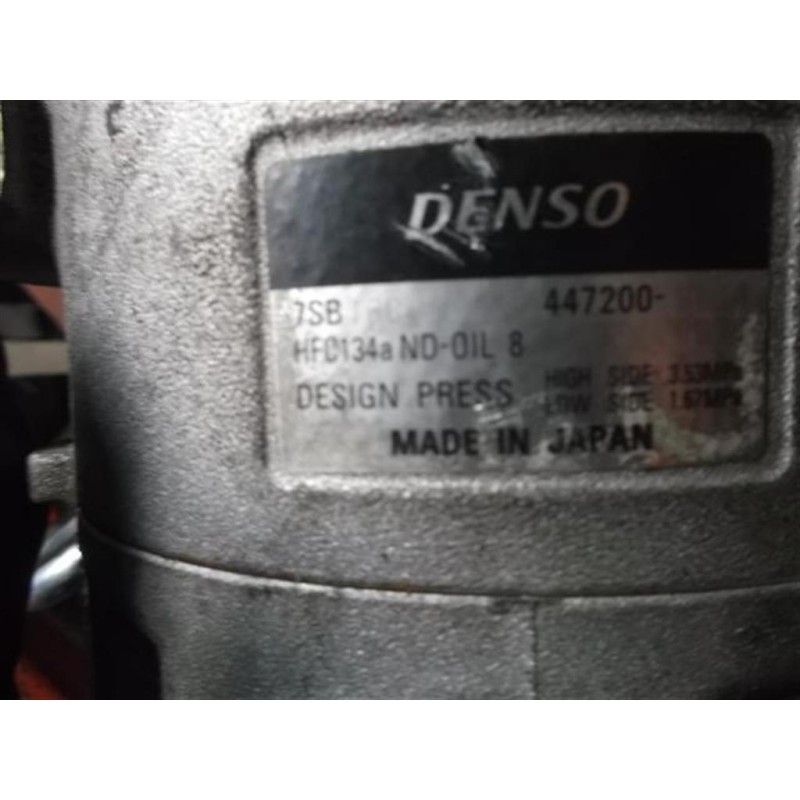 DENSO
7SB 447200-
HFC134a ND-OIL 8
DESIGN PRESS HIGH SIDE 3.53MPa
LOW SIDE 1.67MPa
MADE IN JAPAN